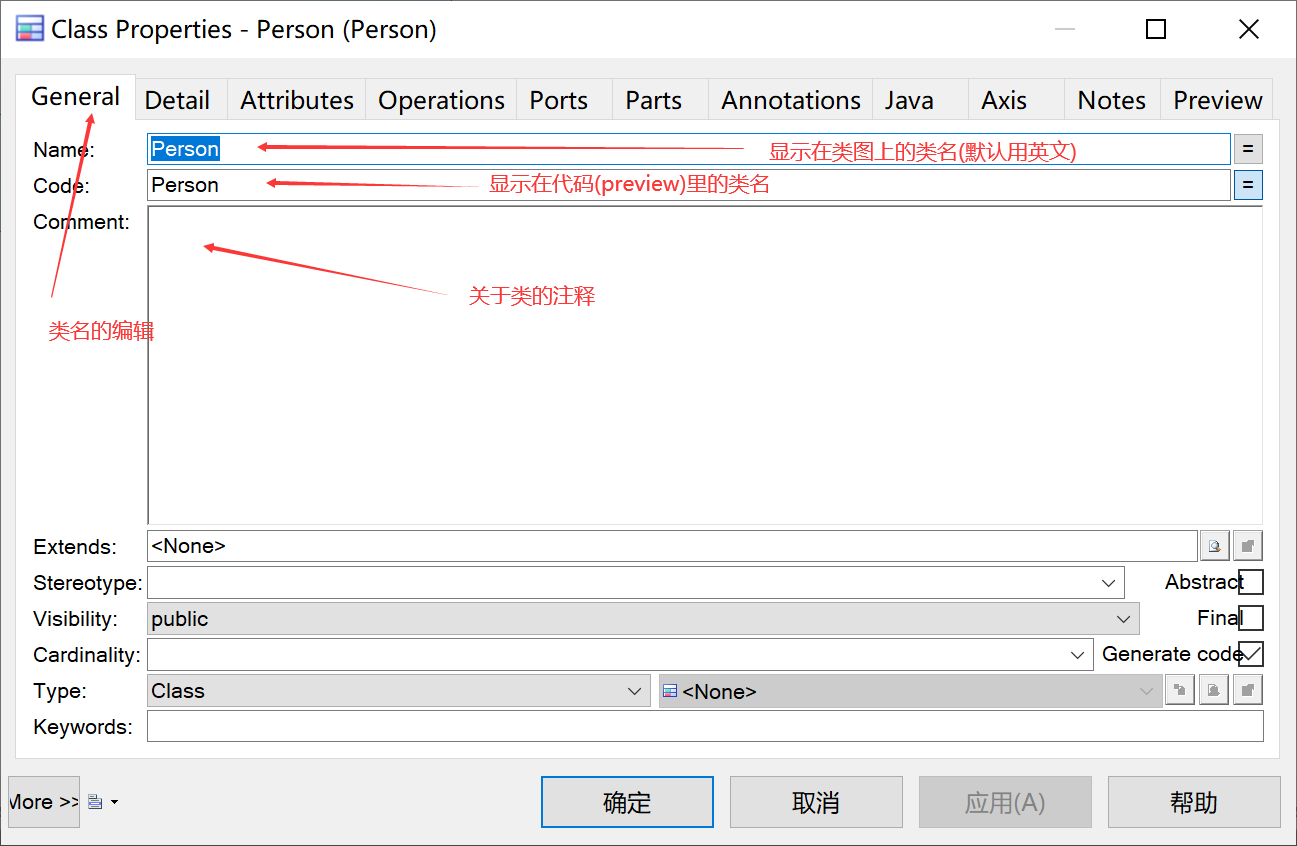 Class Properties - Person (Person)
General Detail Attributes Operations Ports Parts Annotations Java Axis Notes Preview
Name: Person 显示在类图上的类名(默认用英文) =
Code: Person 显示在代码(preview)里的类名 =
Comment:
关于类的注释
类名的编辑
Extends: <None>
Stereotype: Abstract
Visibility: public Final
Cardinality: Generate code
Type: Class <None>
Keywords:
More >> 确定 取消 应用(A) 帮助